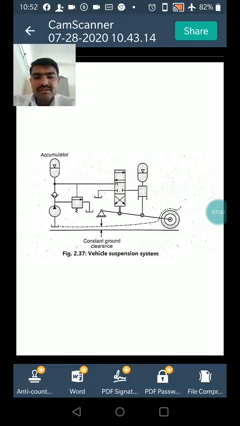 10:52
82%
CamScanner
07-28-2020 10.43.14
Share
Accumulator
Constant ground
clearance
Fig. 2.37: Vehicle suspension system
Anti-count...
Word
PDF Signat...
PDF Passw...
File Compr...